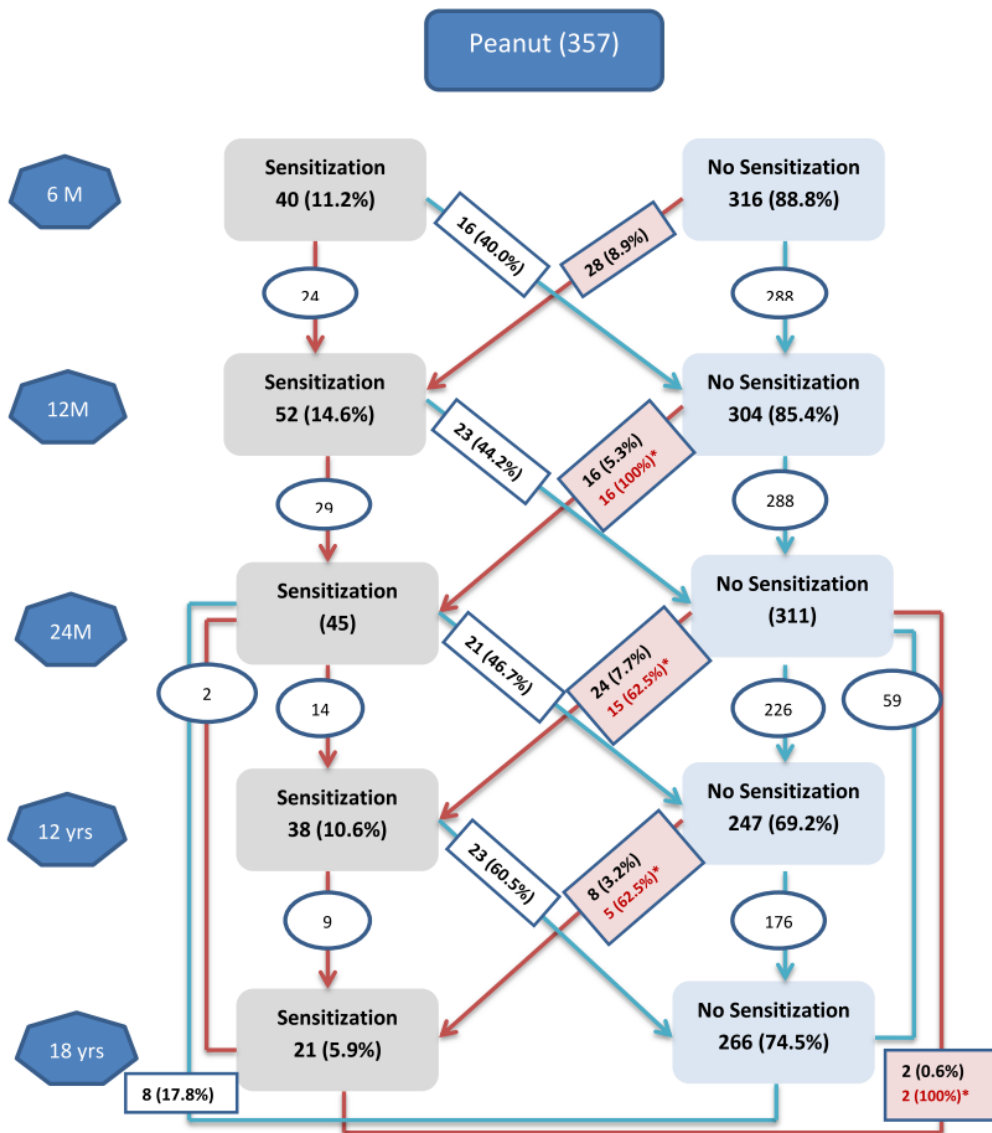 Peanut (357)
6 M
Sensitization
40 (11.2%)
No Sensitization
316 (88.8%)
16 (40.0%)
28 (8.9%)
24
288
12M
Sensitization
52 (14.6%)
No Sensitization
304 (85.4%)
23 (44.2%)
16 (5.3%)
16 (100%)*
29
288
24M
Sensitization
(45)
No Sensitization
(311)
21 (46.7%)
24 (7.7%)
15 (62.5%)*
2
14
226
59
12 yrs
Sensitization
38 (10.6%)
No Sensitization
247 (69.2%)
23 (60.5%)
8 (3.2%)
5 (62.5%)*
9
176
18 yrs
Sensitization
21 (5.9%)
No Sensitization
266 (74.5%)
8 (17.8%)
2 (0.6%)
2 (100%)*